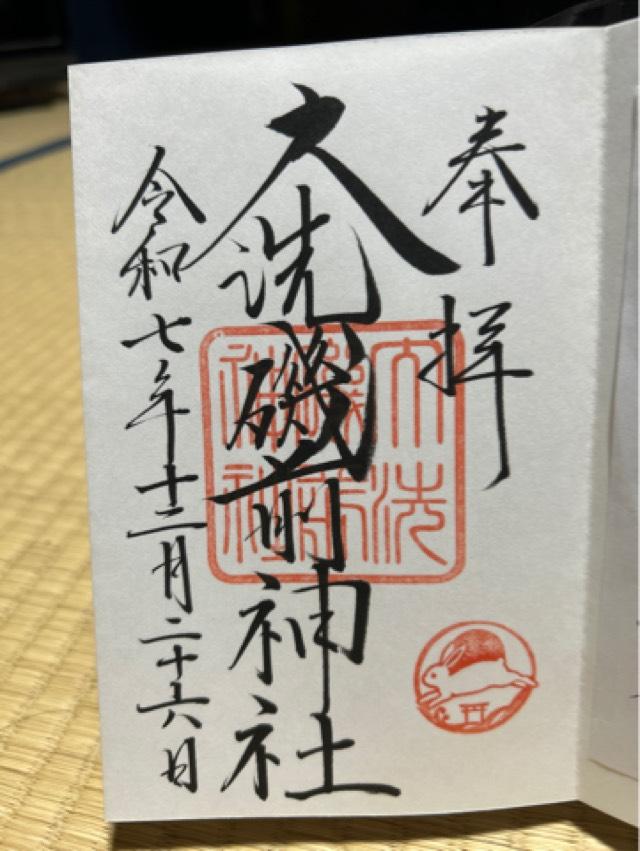 奉拝
大洗磯前神社
令和七年十二月二十六日